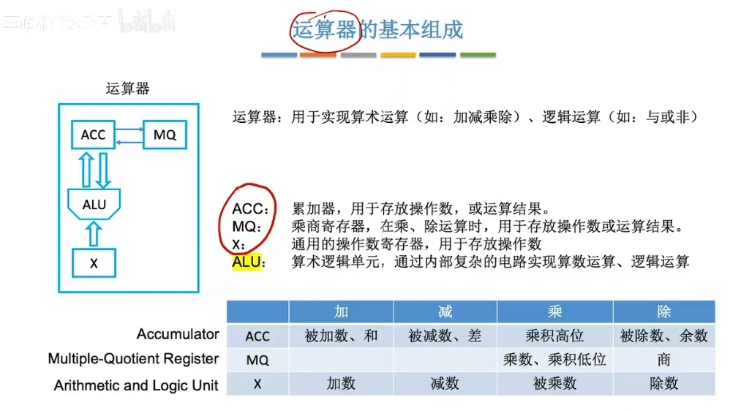 bilibili
运算器的基本组成
运算器
ACC
MQ
ALU
X
运算器：用于实现算术运算（如：加减乘除）、逻辑运算（如：与或非）
ACC： 累加器，用于存放操作数，或运算结果。
MQ： 乘商寄存器，在乘、除运算时，用于存放操作数或运算结果。
X： 通用的操作数寄存器，用于存放操作数
ALU： 算术逻辑单元，通过内部复杂的电路实现算数运算、逻辑运算
加 减 乘 除
Accumulator ACC 被加数、和 被减数、差 乘积高位 被除数、余数
Multiple-Quotient Register MQ 乘数、乘积低位 商
Arithmetic and Logic Unit X 加数 减数 被乘数 除数